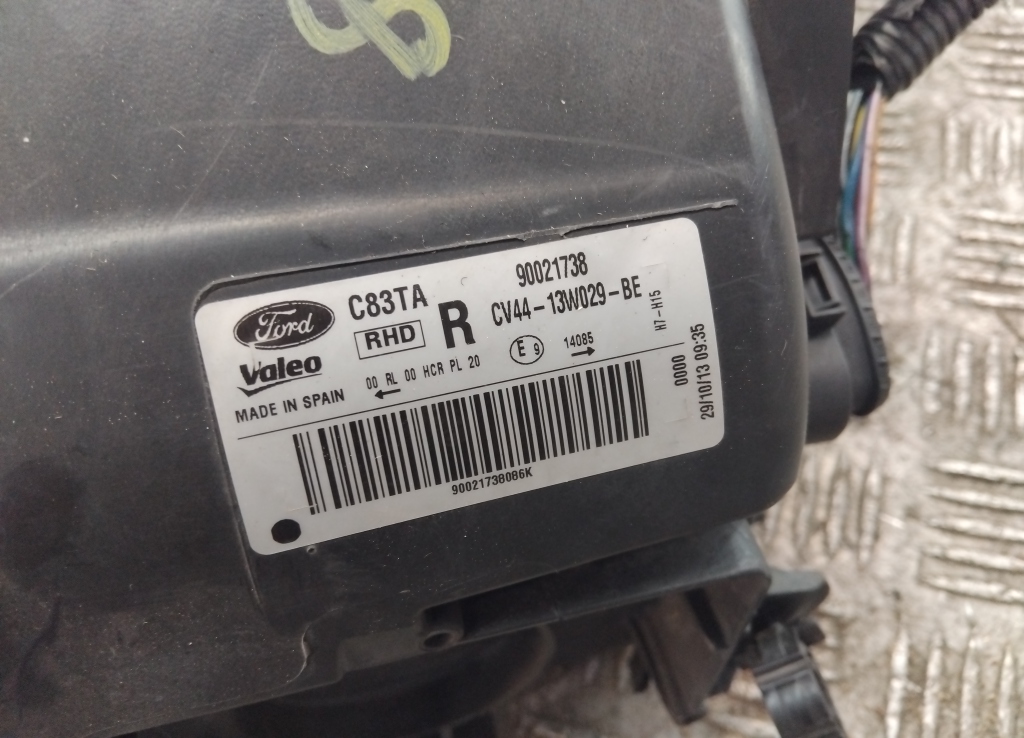 8
Ford
C83TA
RHD
R
90021738
CV44-13W029-BE
H7-H15
Valeo
MADE IN SPAIN
00 RL 00 HCR PL 20
E 9
14085
0000
29/10/13 09:35
90021738086K